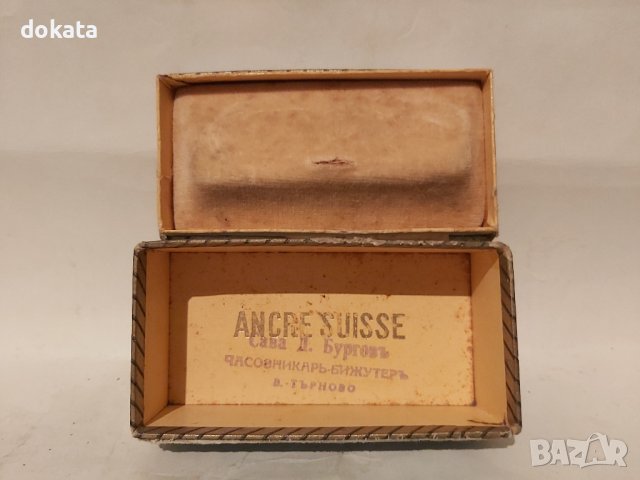 dokata
ANCRE SUISSE
Сава Д. Бурговъ
ЧАСОВНИКАРЬ-БИЖУТЕРЪ
В.-ТЪРНОВО
BAZAR